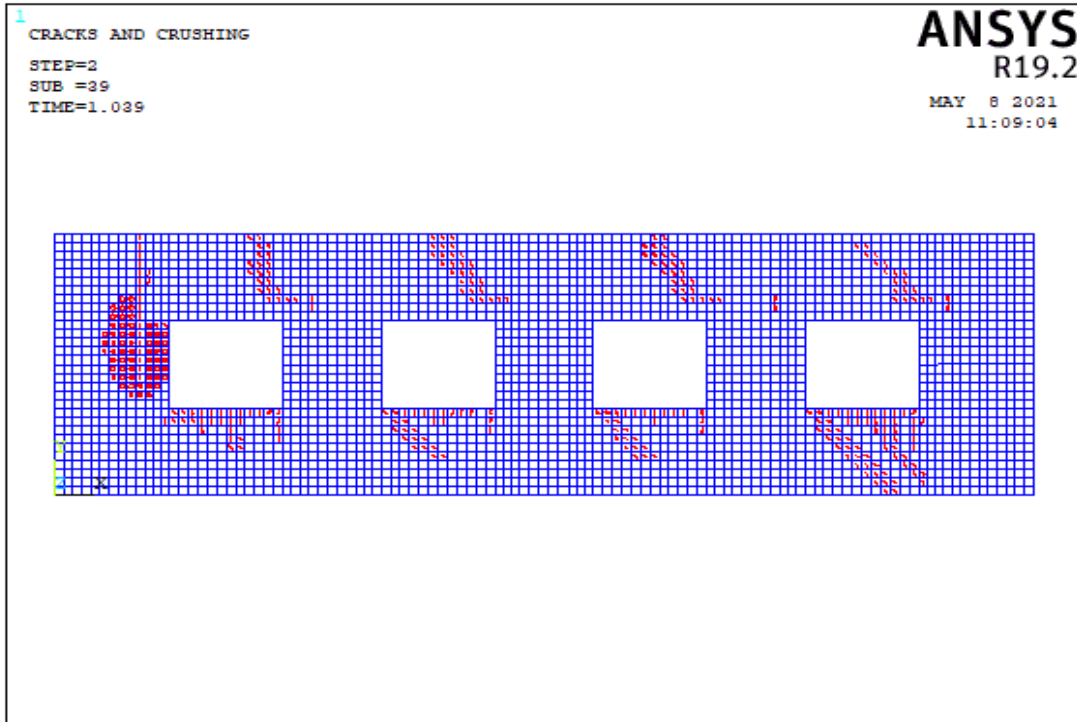 1
CRACKS AND CRUSHING
STEP=2
SUB =39
TIME=1.039
ANSYS
R19.2
MAY 8 2021
11:09:04
Y
Z X